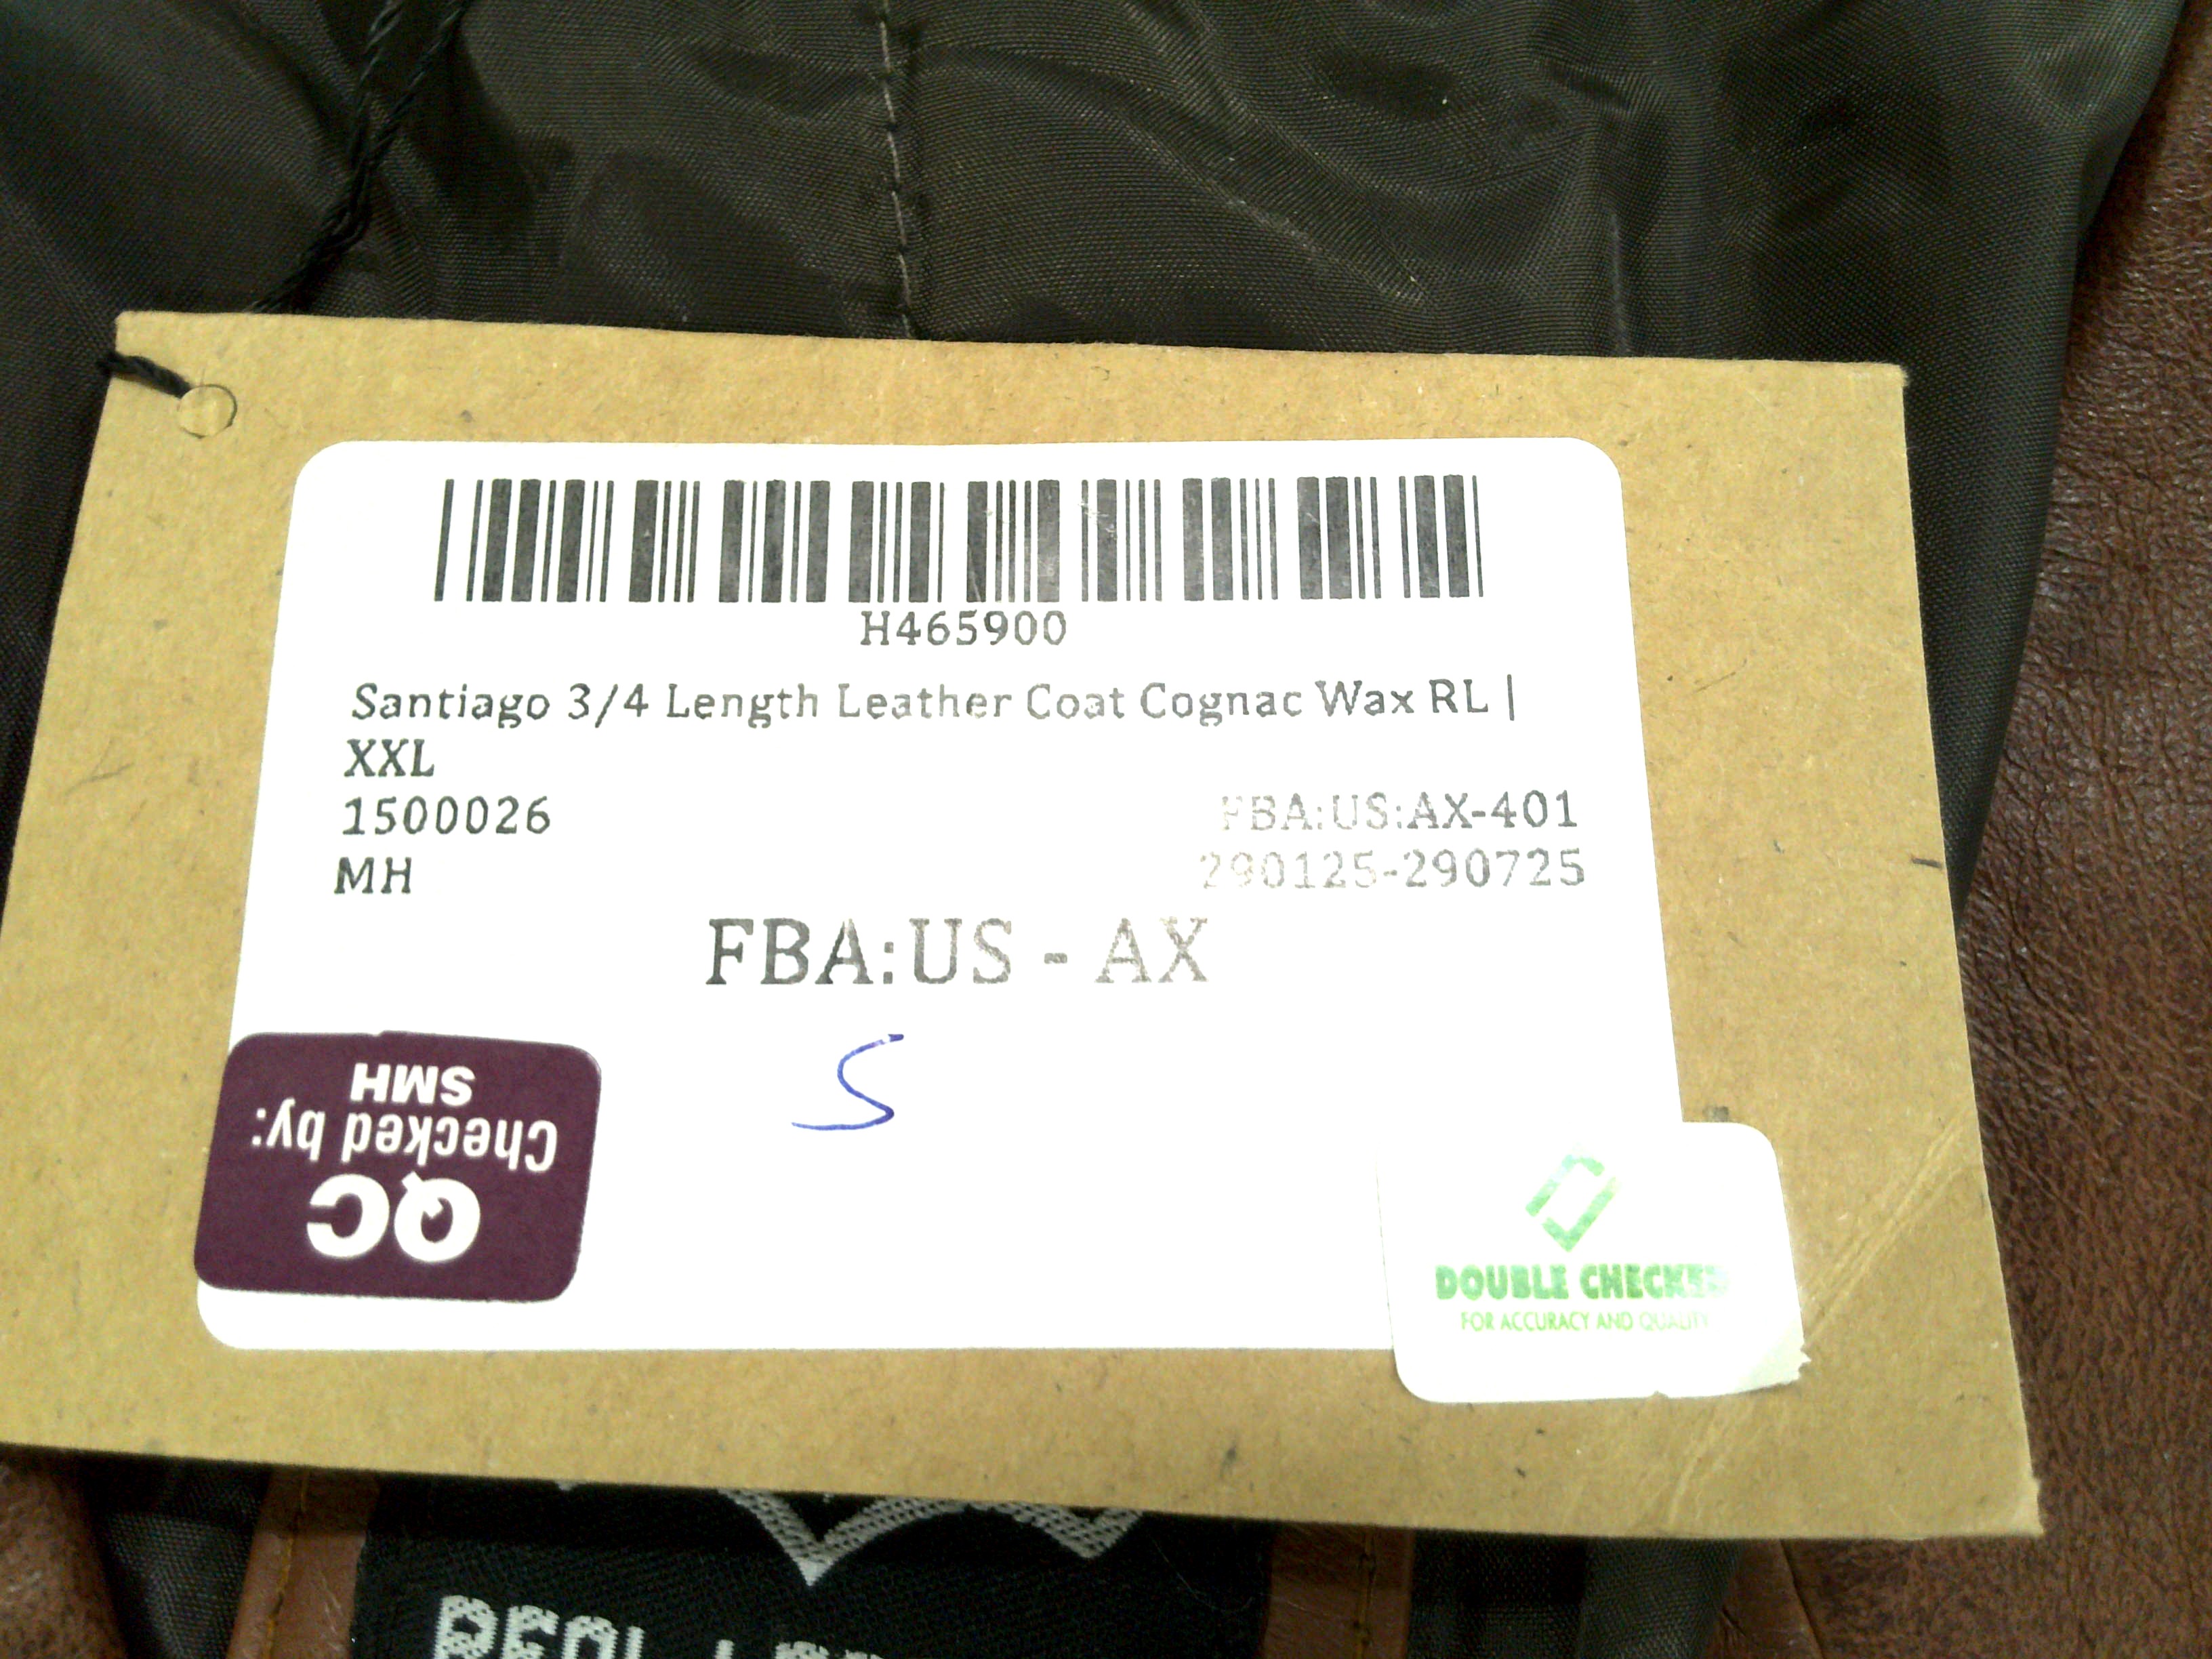 H465900
Santiago 3/4 Length Leather Coat Cognac Wax RL |
XXL
1500026
FBA:US:AX-401
MH
290125-290725
FBA:US - AX
S
QC
Checked by:
SMH
DOUBLE CHECKED
FOR ACCURACY AND QUALITY
REAL